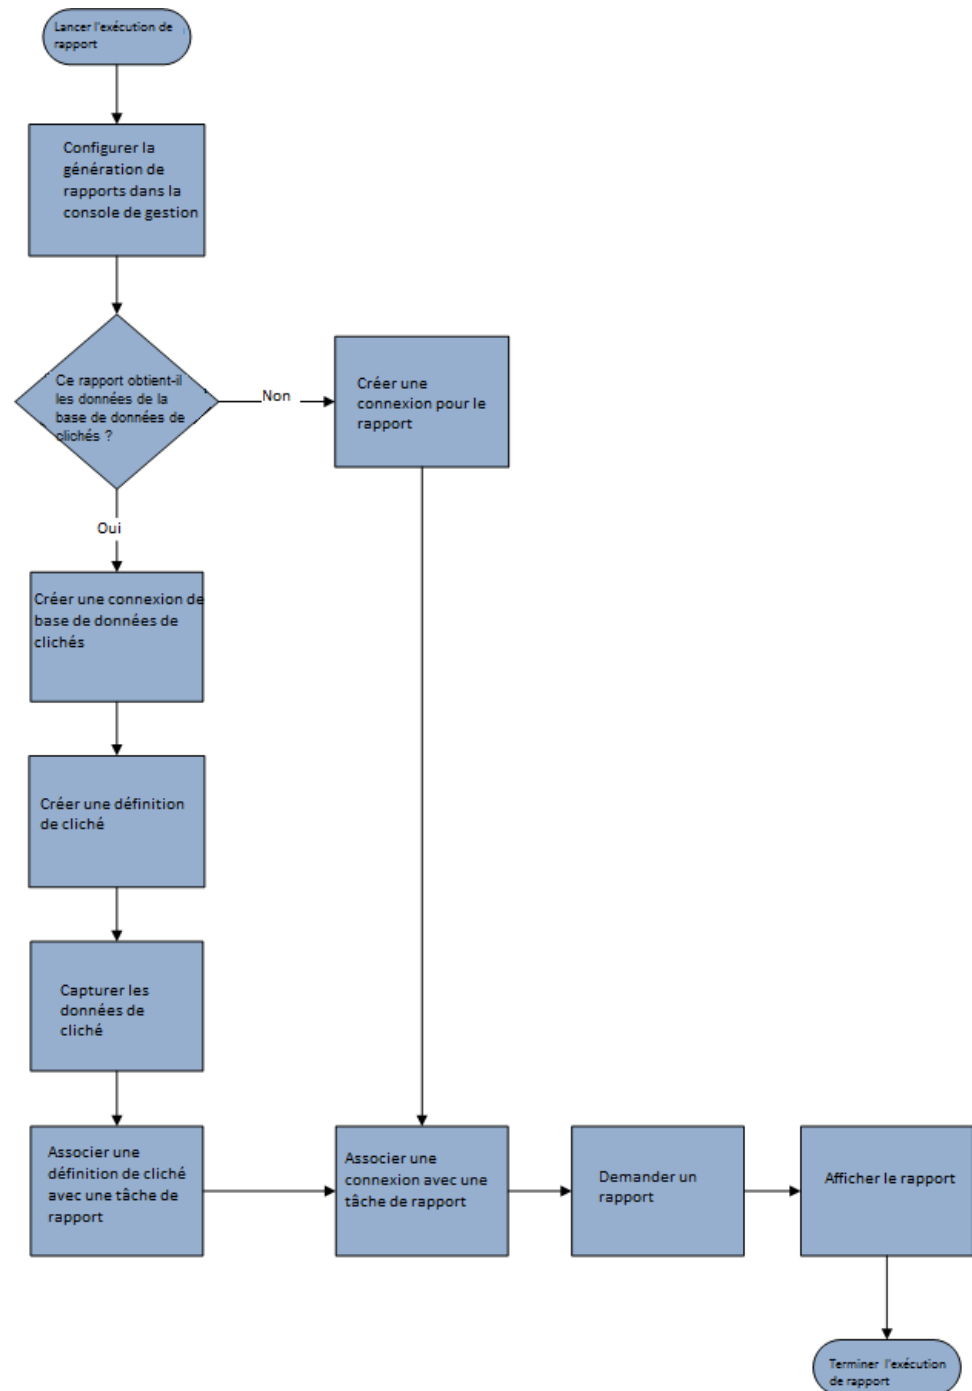 Lancer l'exécution de
rapport
Configurer la
génération de
rapports dans la
console de gestion
Ce rapport obtient-il
les données de la
base de données de
clichés ?
Non
Créer une
connexion pour le
rapport
Oui
Créer une connexion de
base de données de
clichés
Créer une définition
de cliché
Capturer les
données de
cliché
Associer une
définition de cliché
avec une tâche de
rapport
Associer une
connexion avec une
tâche de rapport
Demander un
rapport
Afficher le rapport
Terminer l'exécution
de rapport